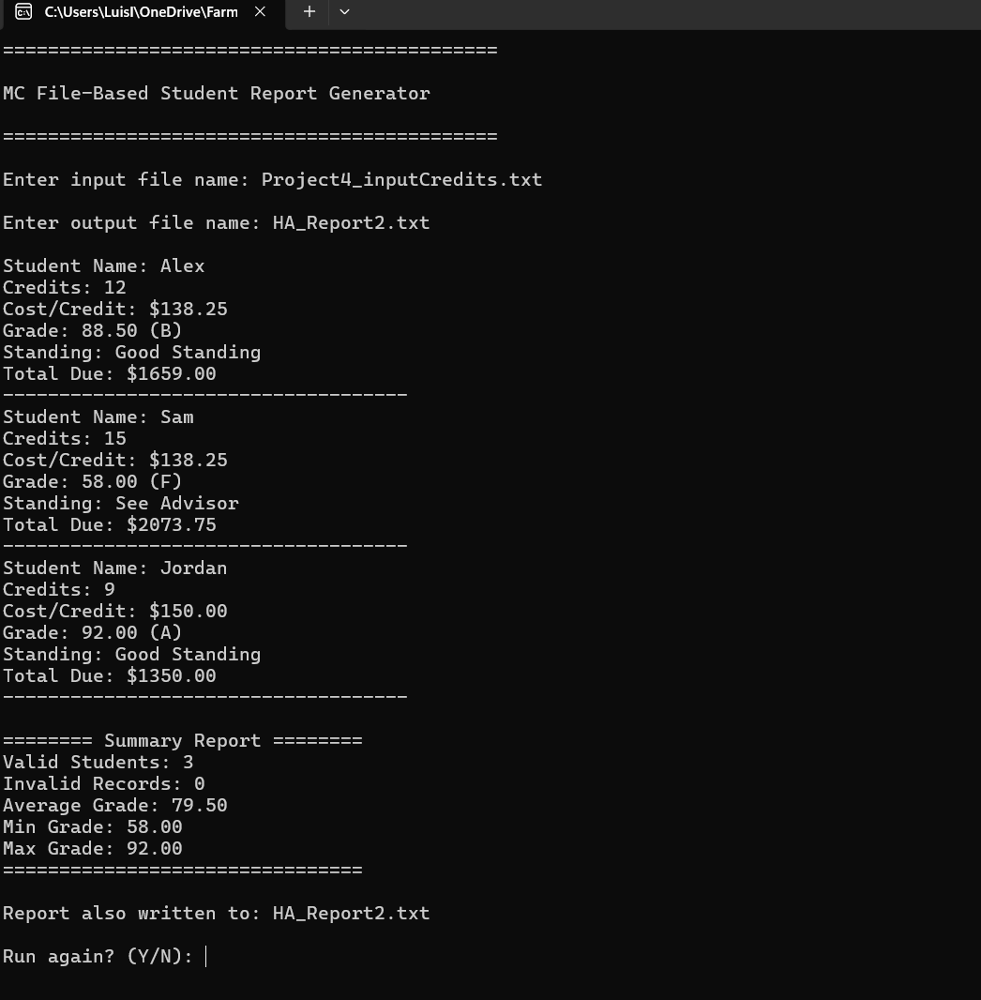 C:\Users\LuisI\OneDrive\Farm
============================================
MC File-Based Student Report Generator
============================================
Enter input file name: Project4_inputCredits.txt
Enter output file name: HA_Report2.txt
Student Name: Alex
Credits: 12
Cost/Credit: $138.25
Grade: 88.50 (B)
Standing: Good Standing
Total Due: $1659.00
------------------------------------
Student Name: Sam
Credits: 15
Cost/Credit: $138.25
Grade: 58.00 (F)
Standing: See Advisor
Total Due: $2073.75
------------------------------------
Student Name: Jordan
Credits: 9
Cost/Credit: $150.00
Grade: 92.00 (A)
Standing: Good Standing
Total Due: $1350.00
------------------------------------
======== Summary Report ========
Valid Students: 3
Invalid Records: 0
Average Grade: 79.50
Min Grade: 58.00
Max Grade: 92.00
================================
Report also written to: HA_Report2.txt
Run again? (Y/N):